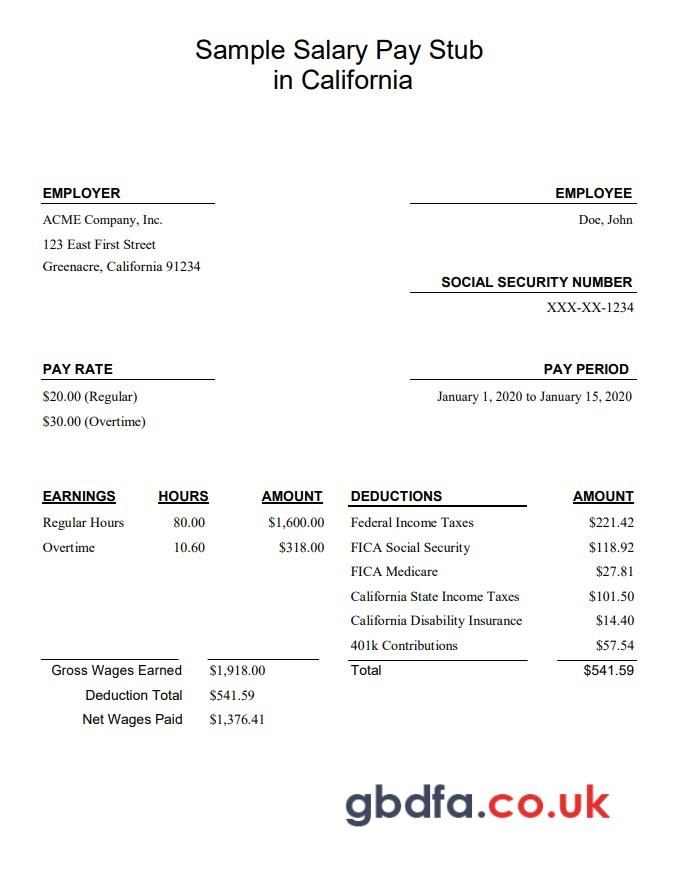 Sample Salary Pay Stub
in California
EMPLOYER
EMPLOYEE
ACME Company, Inc.
Doe, John
123 East First Street
Greenacre, California 91234
SOCIAL SECURITY NUMBER
XXX-XX-1234
PAY RATE
PAY PERIOD
$20.00 (Regular)
January 1, 2020 to January 15, 2020
$30.00 (Overtime)
EARNINGS HOURS AMOUNT DEDUCTIONS AMOUNT
Regular Hours 80.00 $1,600.00 Federal Income Taxes $221.42
Overtime 10.60 $318.00 FICA Social Security $118.92
FICA Medicare $27.81
California State Income Taxes $101.50
California Disability Insurance $14.40
401k Contributions $57.54
Gross Wages Earned $1,918.00 Total $541.59
Deduction Total $541.59
Net Wages Paid $1,376.41
gbdfa.co.uk